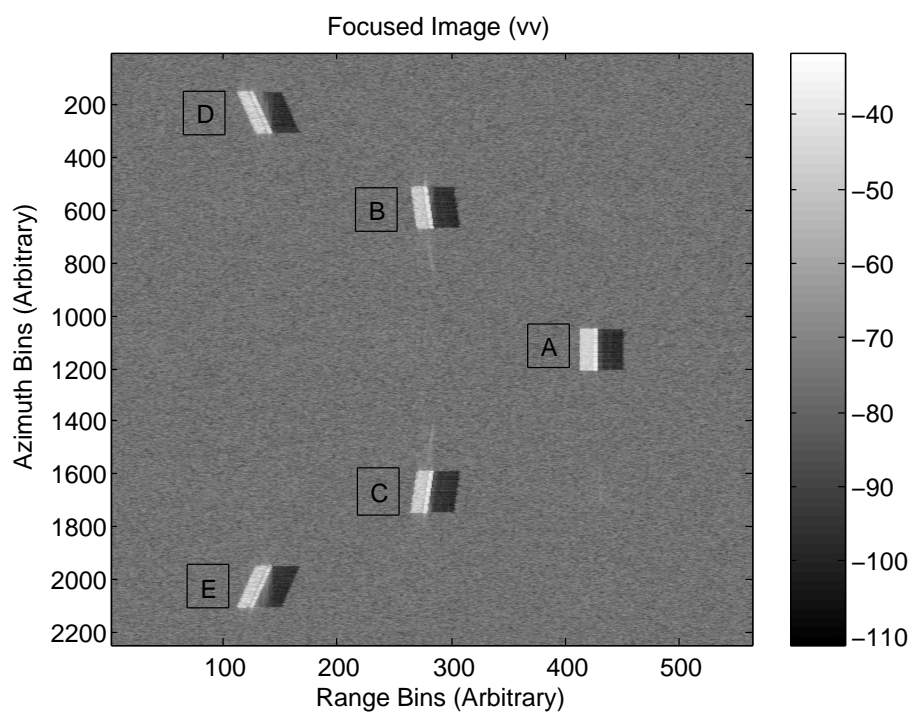 Focused Image (vv)
D
B
A
C
E
200
400
600
800
1000
1200
1400
1600
1800
2000
2200
Azimuth Bins (Arbitrary)
100 200 300 400 500
Range Bins (Arbitrary)
−40
−50
−60
−70
−80
−90
−100
−110